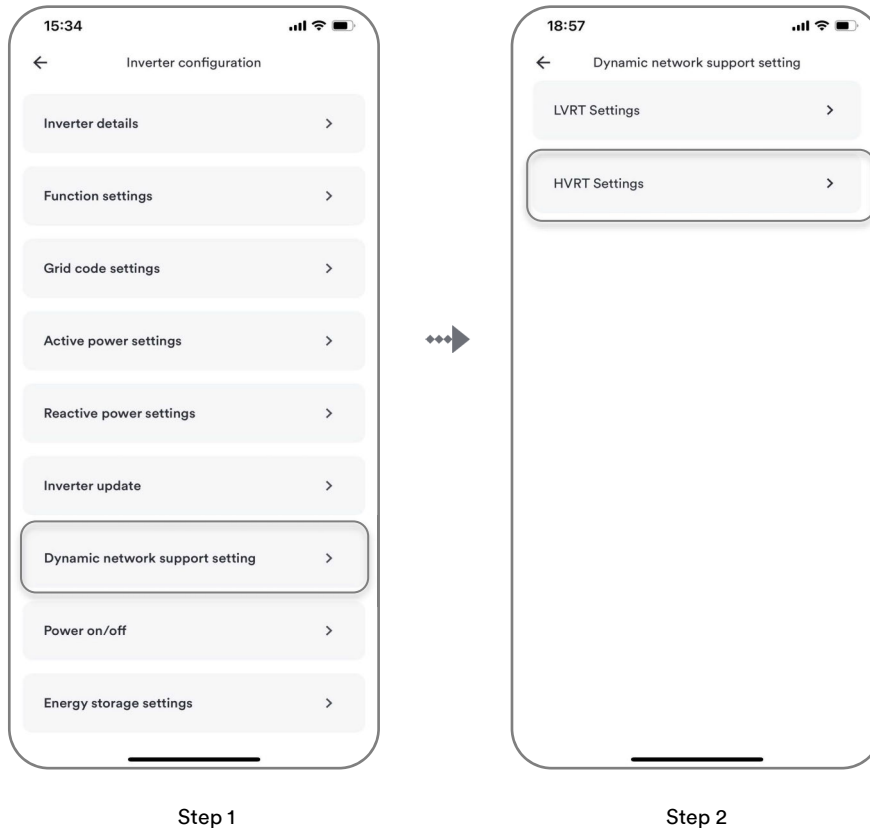 15:34
Inverter configuration
Inverter details
Function settings
Grid code settings
Active power settings
Reactive power settings
Inverter update
Dynamic network support setting
Power on/off
Energy storage settings
Step 1
18:57
Dynamic network support setting
LVRT Settings
HVRT Settings
Step 2